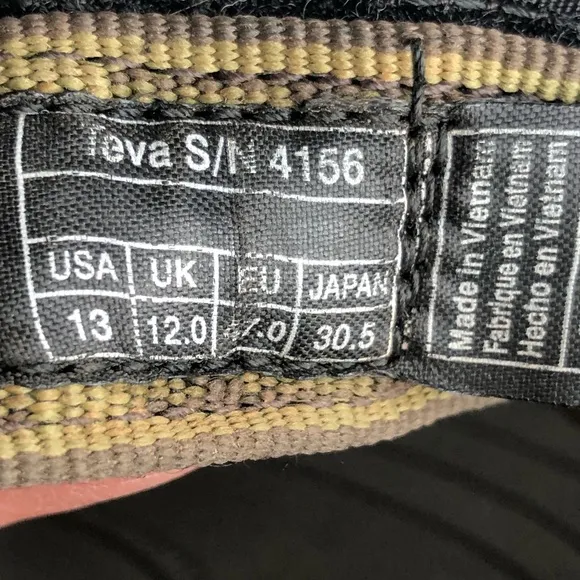 Teva S/N 4156
USA UK EU JAPAN
13 12.0 30.5
Made in Vietnam
Fabrique en Vietnam
Hecho en Vietnam